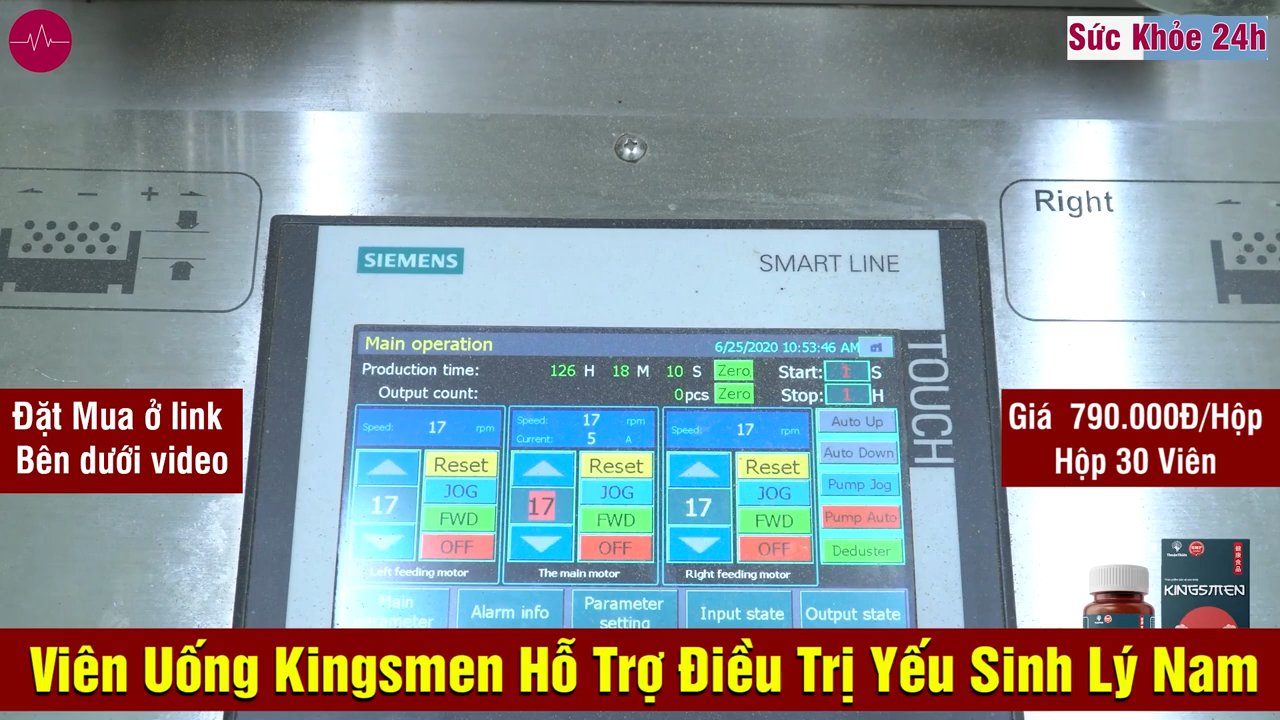 Sức Khỏe 24h
Right
SIEMENS
SMART LINE
TOUCH
Main operation
6/25/2020 10:53:46 AM
Production time: 126 H 18 M 10 S Zero Start: 1 S
Output count: 0pcs Zero Stop: 1 H
Speed: 17 rpm
Speed: 17 rpm
Current: 5 A
Speed: 17 rpm
Auto Up
Auto Down
Pump Jog
Pump Auto
Deduster
17
Reset
JOG
FWD
OFF
Left feeding motor
17
Reset
JOG
FWD
OFF
The main motor
17
Reset
JOG
FWD
OFF
Right feeding motor
Main
parameter
Alarm info
Parameter
setting
Input state
Output state
Đặt Mua ở link
Bên dưới video
Giá 790.000Đ/Hộp
Hộp 30 Viên
KINGSMEN
Viên Uống Kingsmen Hỗ Trợ Điều Trị Yếu Sinh Lý Nam